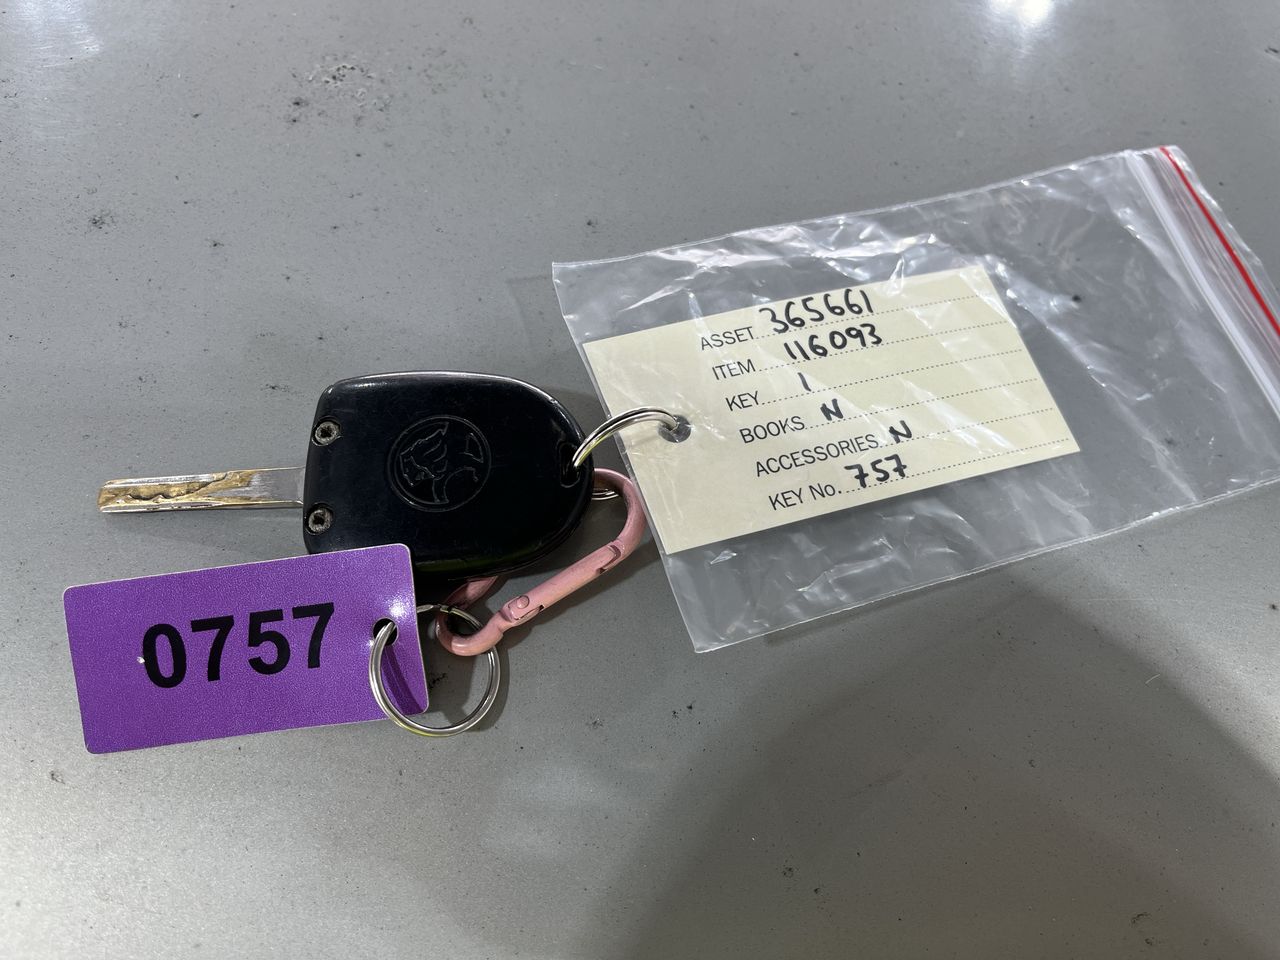 ASSET 365661
ITEM 116093
KEY 1
BOOKS N
ACCESSORIES N
KEY No. 757
0757